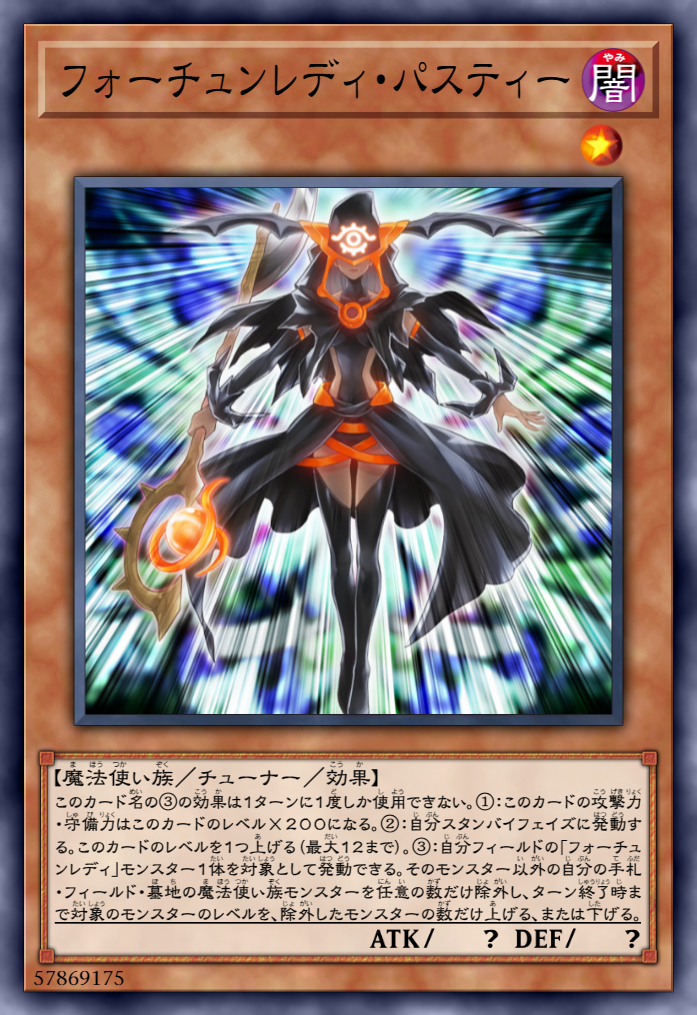 フォーチュンレディ・パスティー
闇
【魔法使い族／チューナー／効果】
このカード名の③の効果は1ターンに1度しか使用できない。①：このカードの攻撃力
・守備力はこのカードのレベル×200になる。②：自分スタンバイフェイズに発動す
る。このカードのレベルを1つ上げる（最大12まで）。③：自分フィールドの「フォーチュ
ンレディ」モンスター1体を対象として発動できる。そのモンスター以外の自分の手札
・フィールド・墓地の魔法使い族モンスターを任意の数だけ除外し、ターン終了時ま
で対象のモンスターのレベルを、除外したモンスターの数だけ上げる、または下げる。
ATK/ ? DEF/ ?
57869175